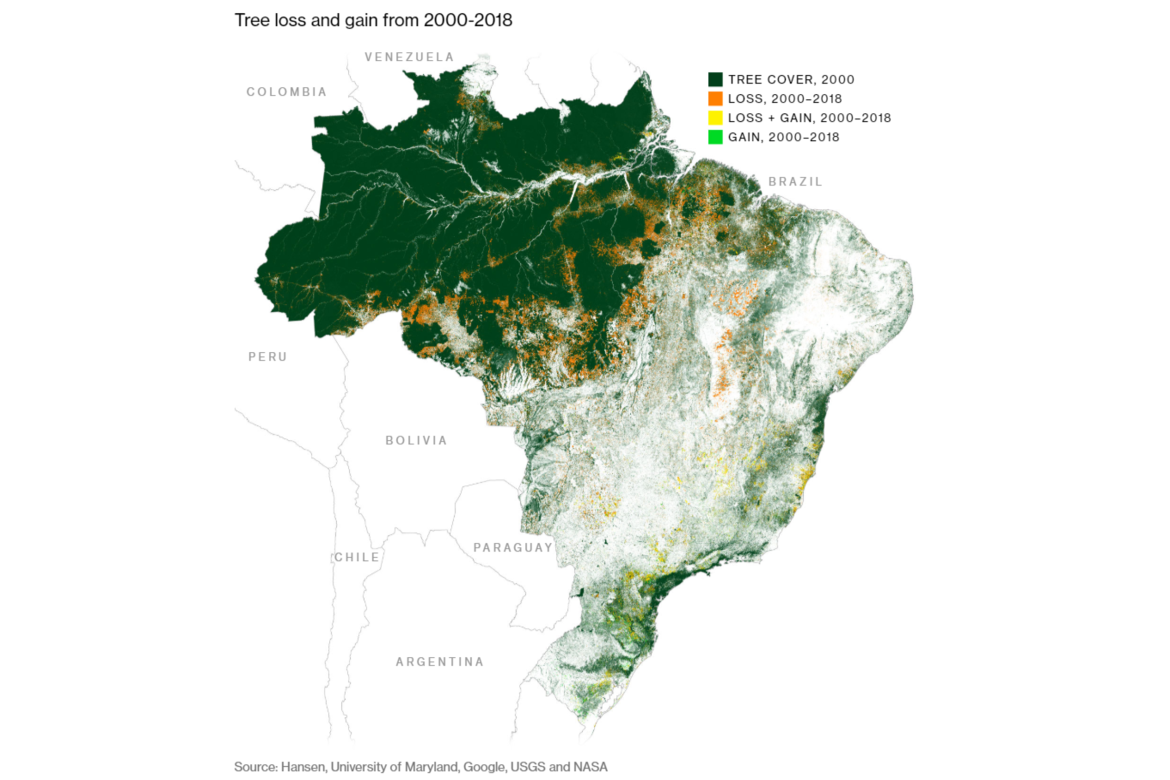 Tree loss and gain from 2000-2018
VENEZUELA
COLOMBIA
TREE COVER, 2000
LOSS, 2000–2018
LOSS + GAIN, 2000–2018
GAIN, 2000–2018
BRAZIL
PERU
BOLIVIA
PARAGUAY
CHILE
ARGENTINA
Source: Hansen, University of Maryland, Google, USGS and NASA